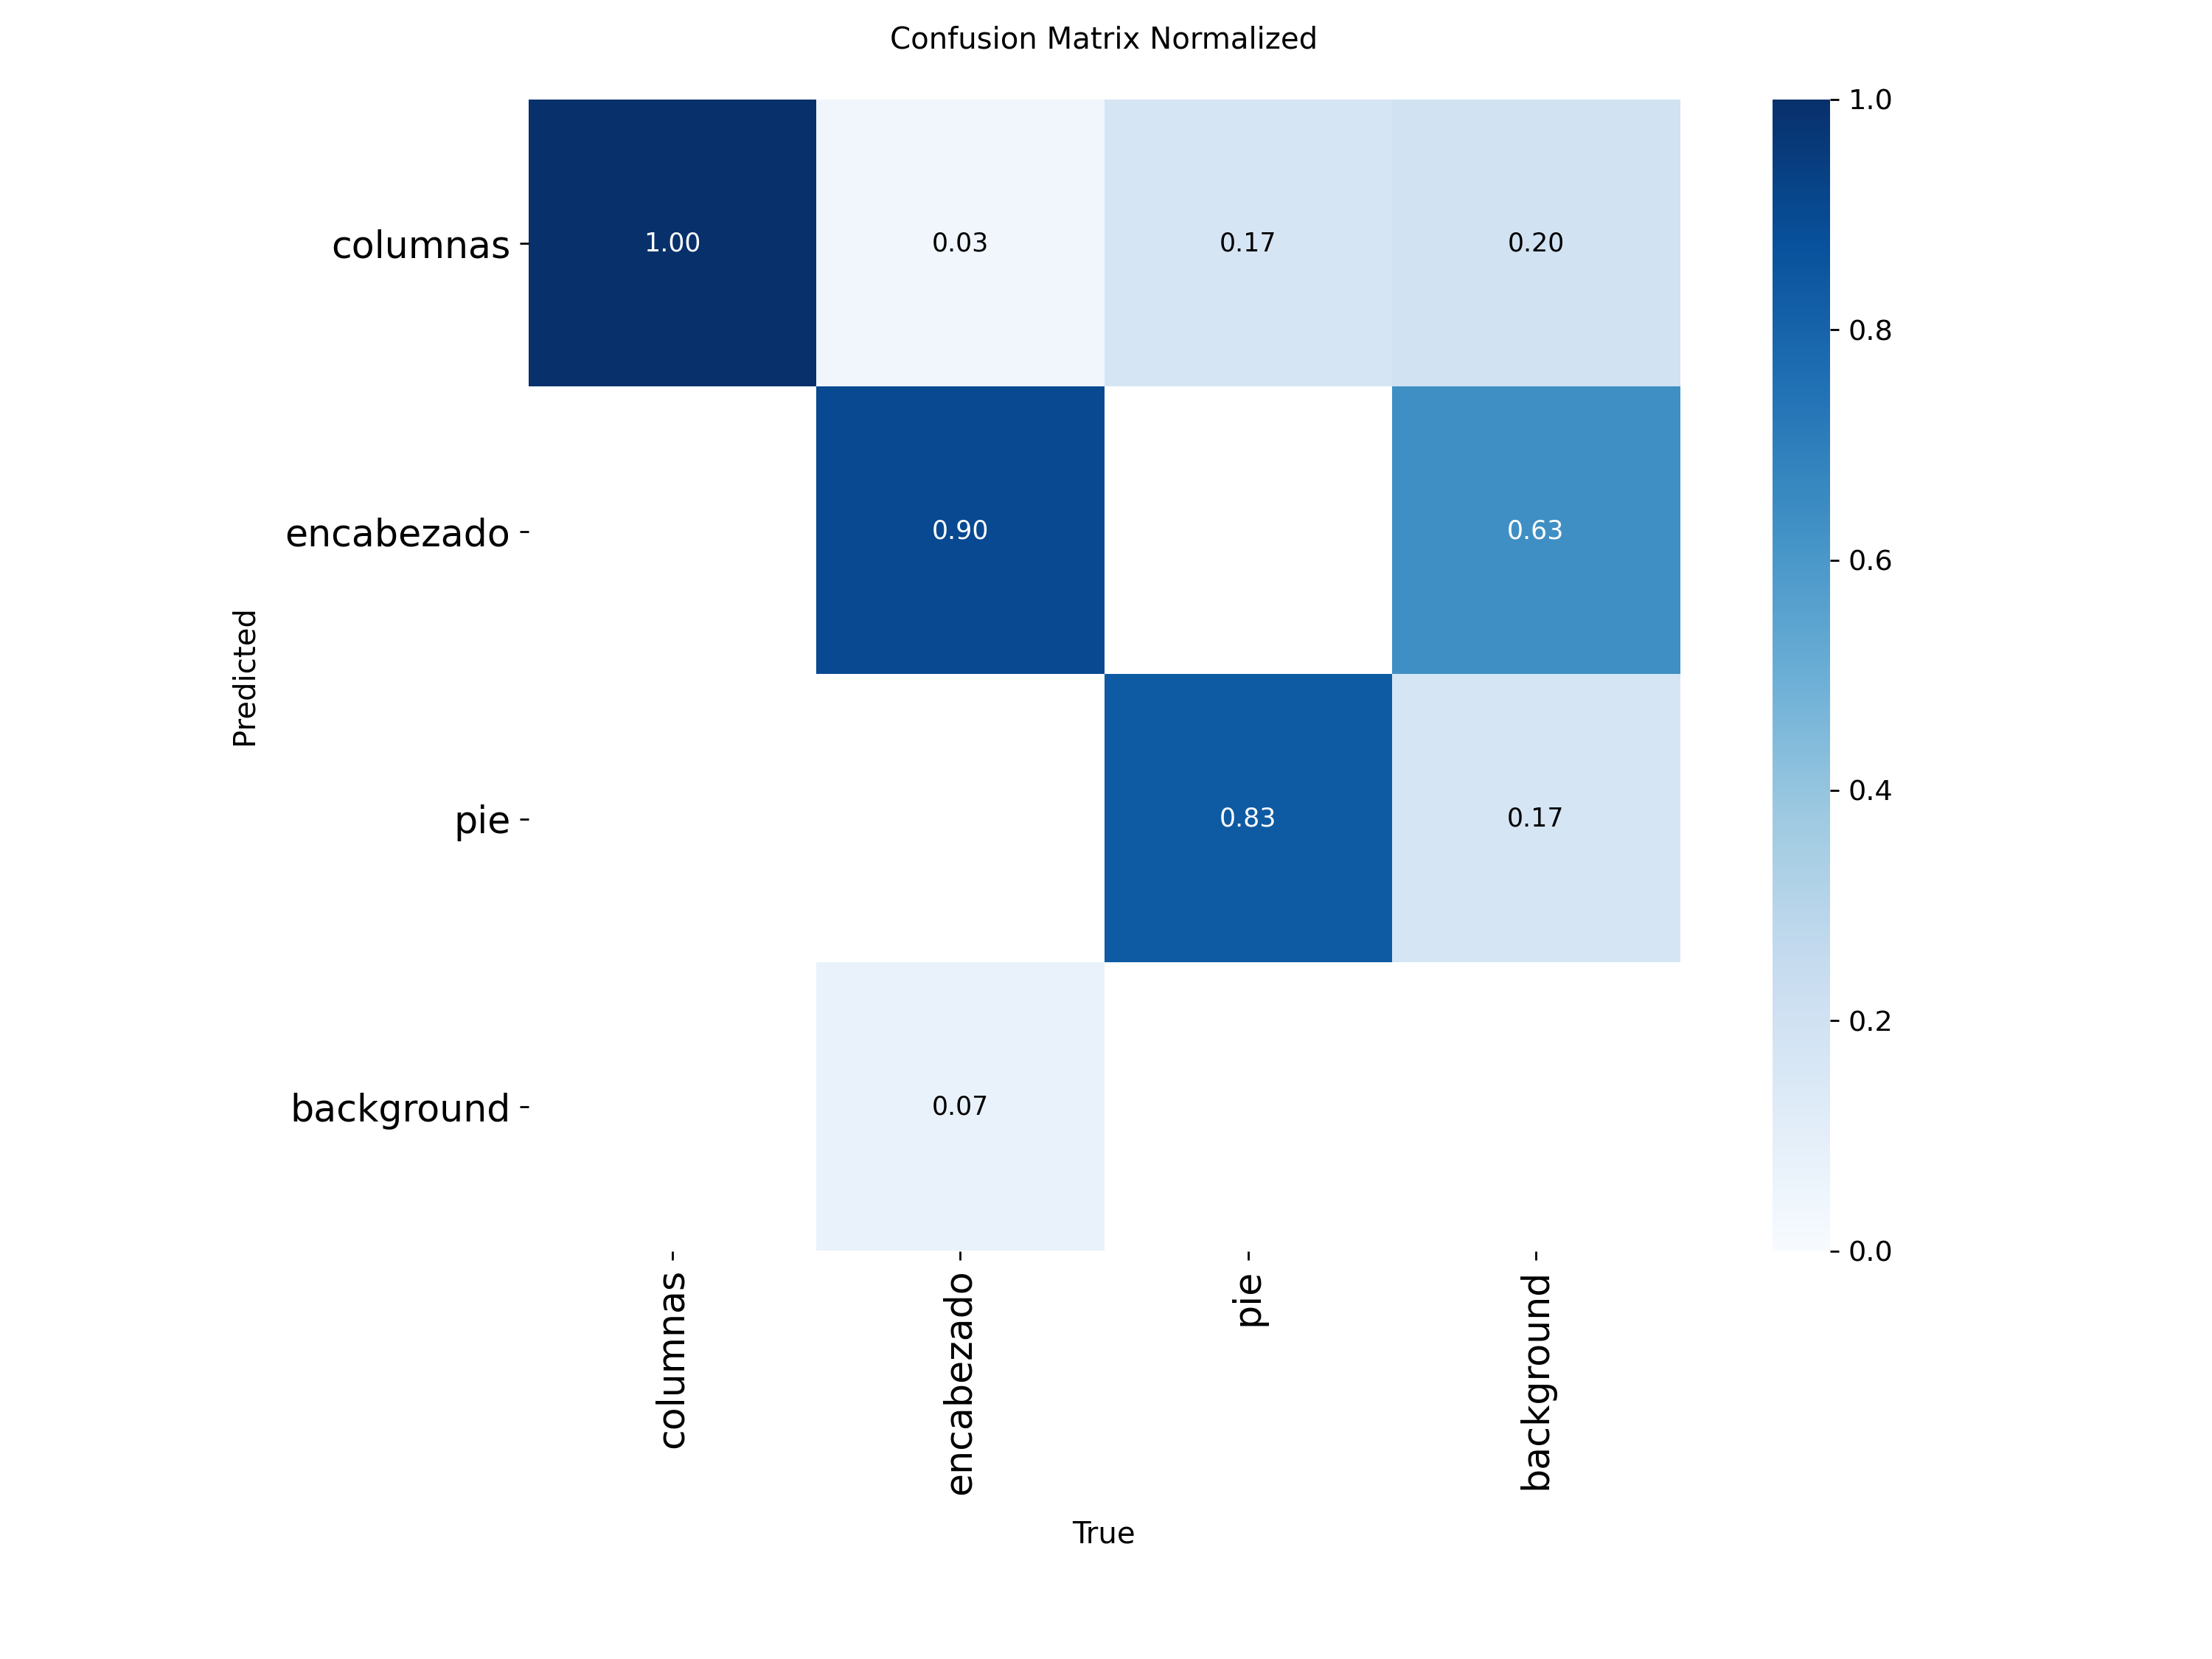 Confusion Matrix Normalized
columnas
1.00
0.03
0.17
0.20
encabezado
0.90
0.63
pie
0.83
0.17
background
0.07
Predicted
columnas
encabezado
pie
background
True
1.0
0.8
0.6
0.4
0.2
0.0